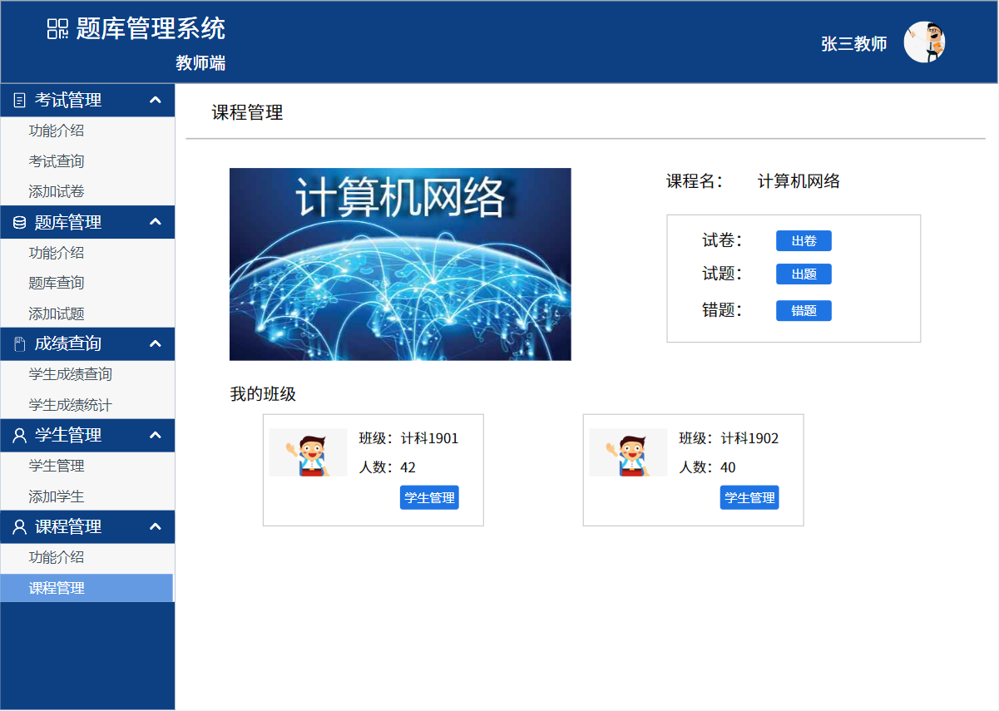 题库管理系统
教师端
张三教师
考试管理
功能介绍
考试查询
添加试卷
题库管理
功能介绍
题库查询
添加试题
成绩查询
学生成绩查询
学生成绩统计
学生管理
学生管理
添加学生
课程管理
功能介绍
课程管理
课程管理
计算机网络
课程名： 计算机网络
试卷： 出卷
试题： 出题
错题： 错题
我的班级
班级：计科1901
人数：42
学生管理
班级：计科1902
人数：40
学生管理